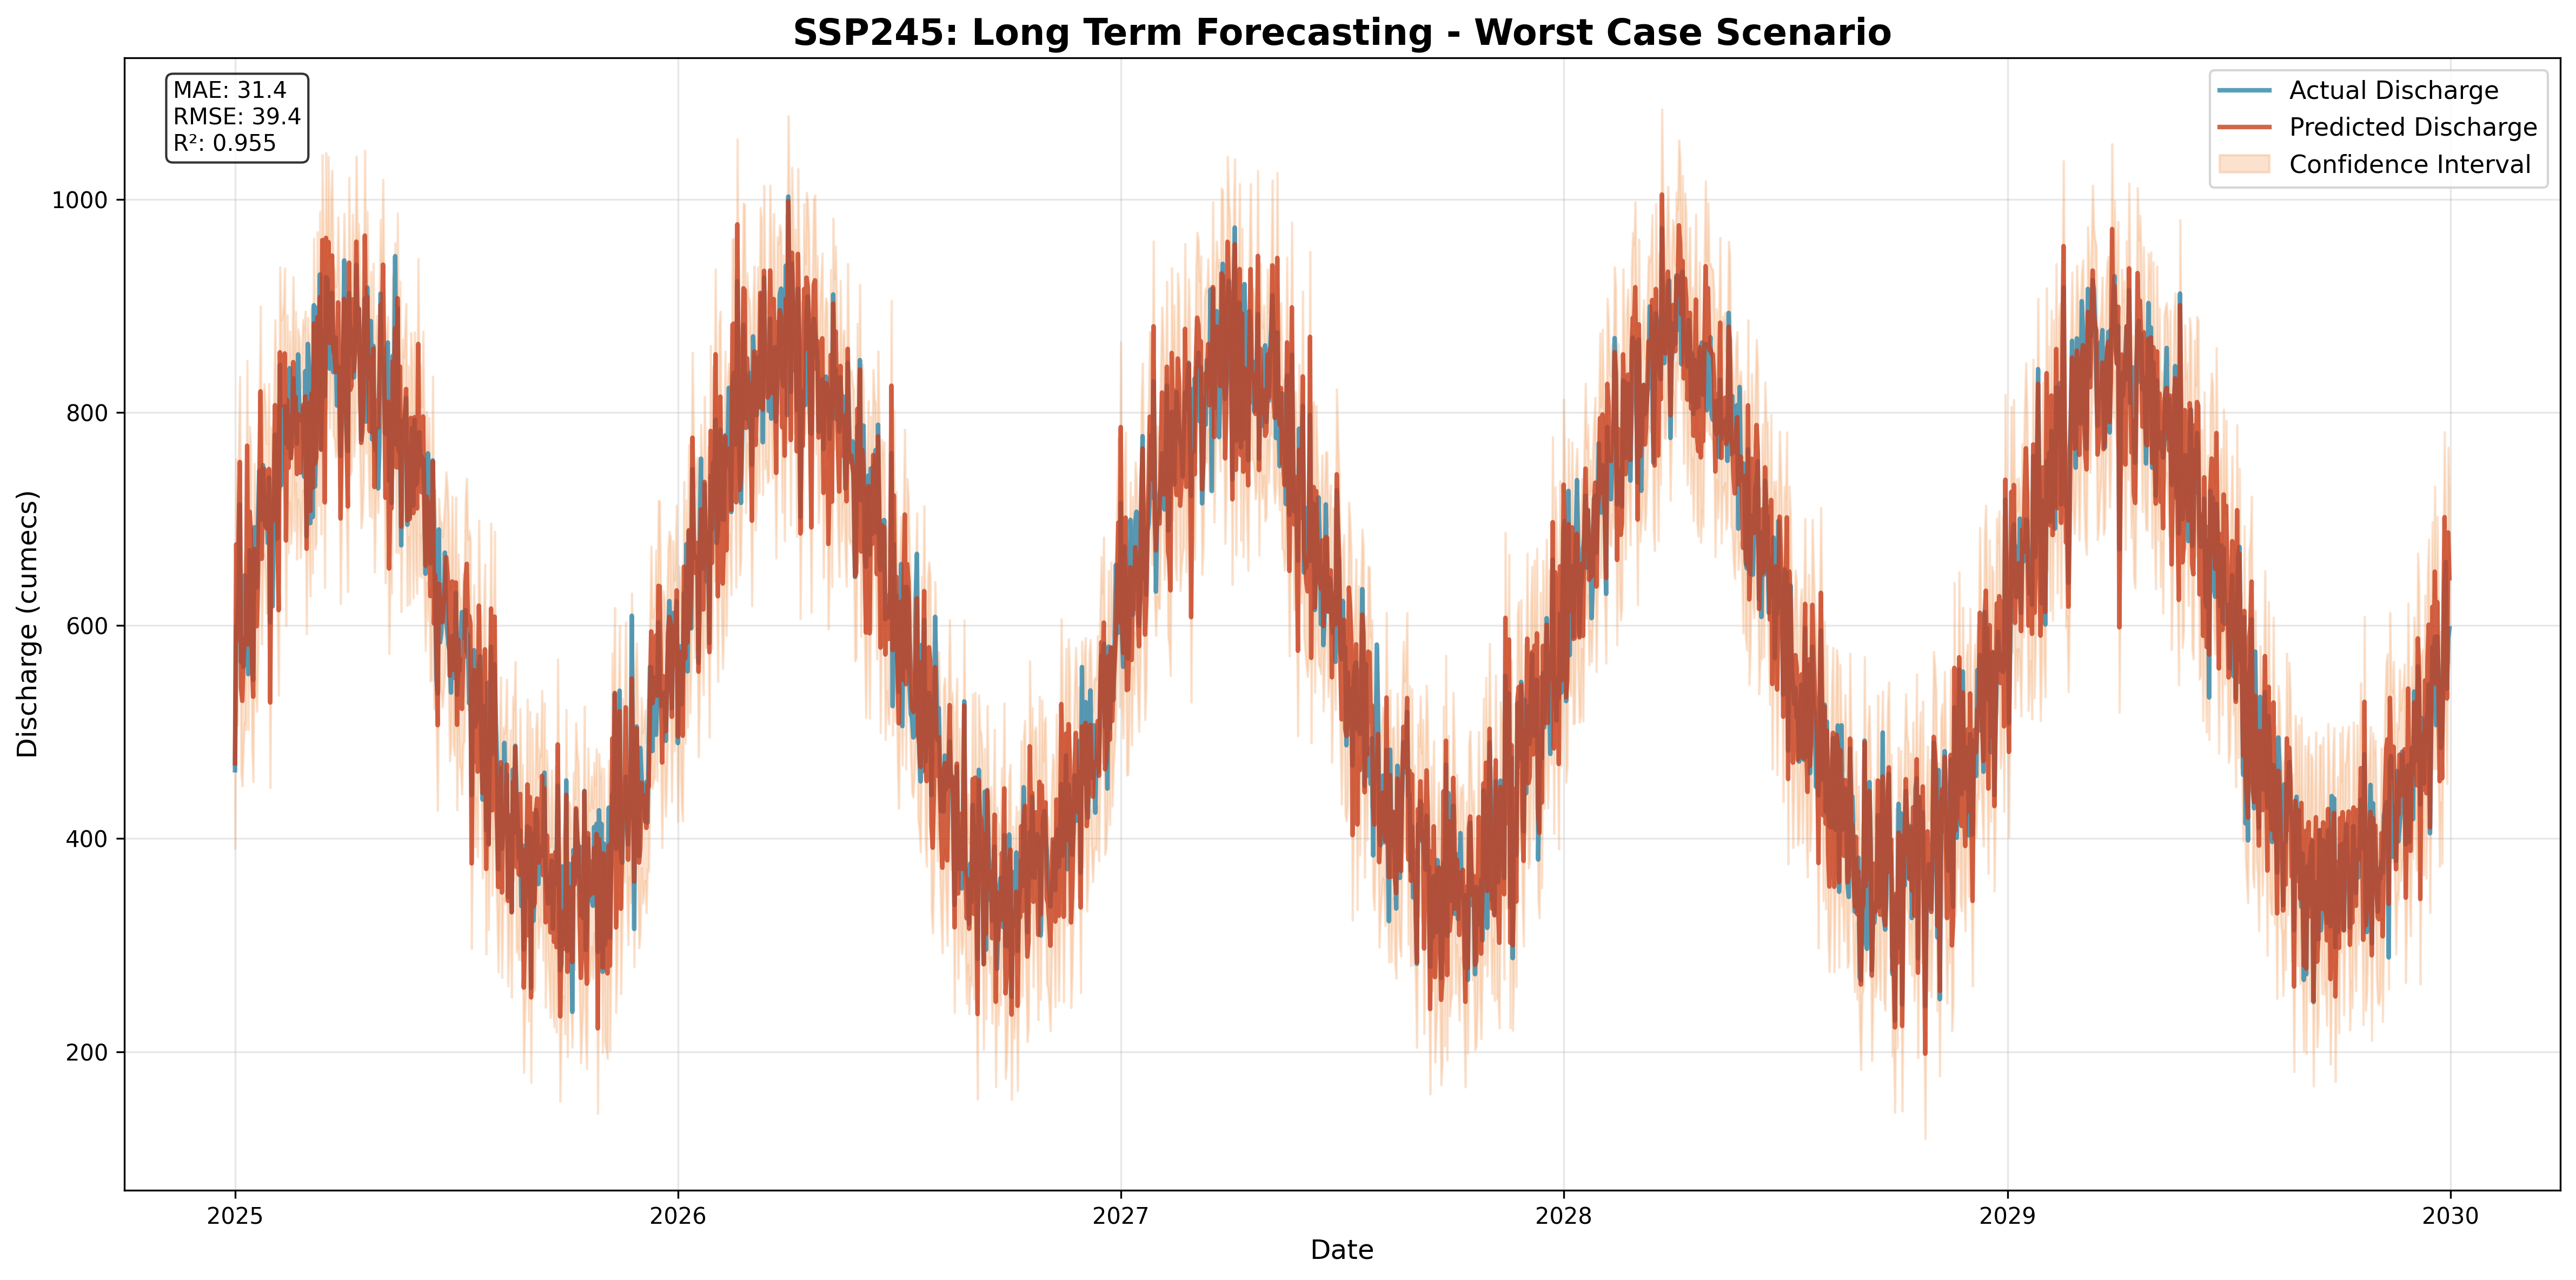 SSP245: Long Term Forecasting - Worst Case Scenario
MAE: 31.4
RMSE: 39.4
R²: 0.955
Actual Discharge
Predicted Discharge
Confidence Interval
Discharge (cumecs)
1000
800
600
400
200
2025
2026
2027
2028
2029
2030
Date